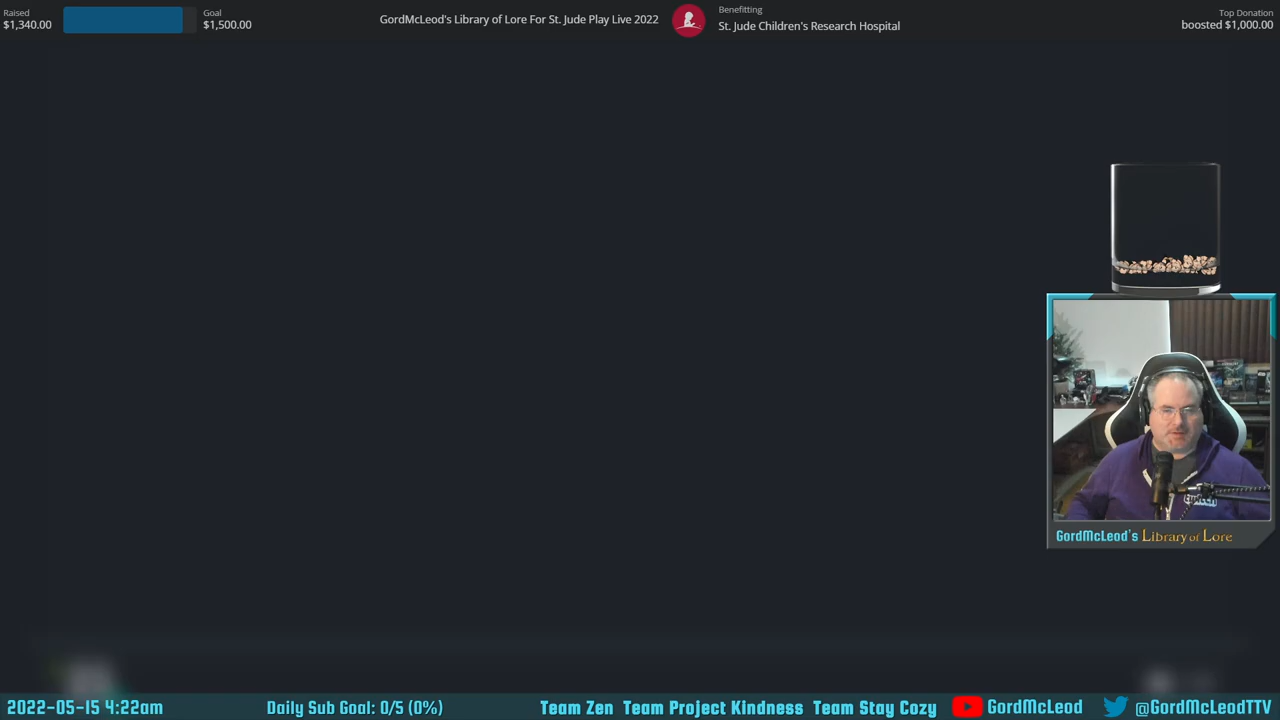 Raised
$1,340.00
Goal
$1,500.00
GordMcLeod's Library of Lore For St. Jude Play Live 2022
Benefitting
St. Jude Children's Research Hospital
Top Donation
boosted $1,000.00
twitch
GordMcLeod's Library of Lore
2022-05-15 4:22am
Daily Sub Goal: 0/5 (0%)
Team Zen Team Project Kindness Team Stay Cozy
GordMcLeod
@GordMcLeodTTV